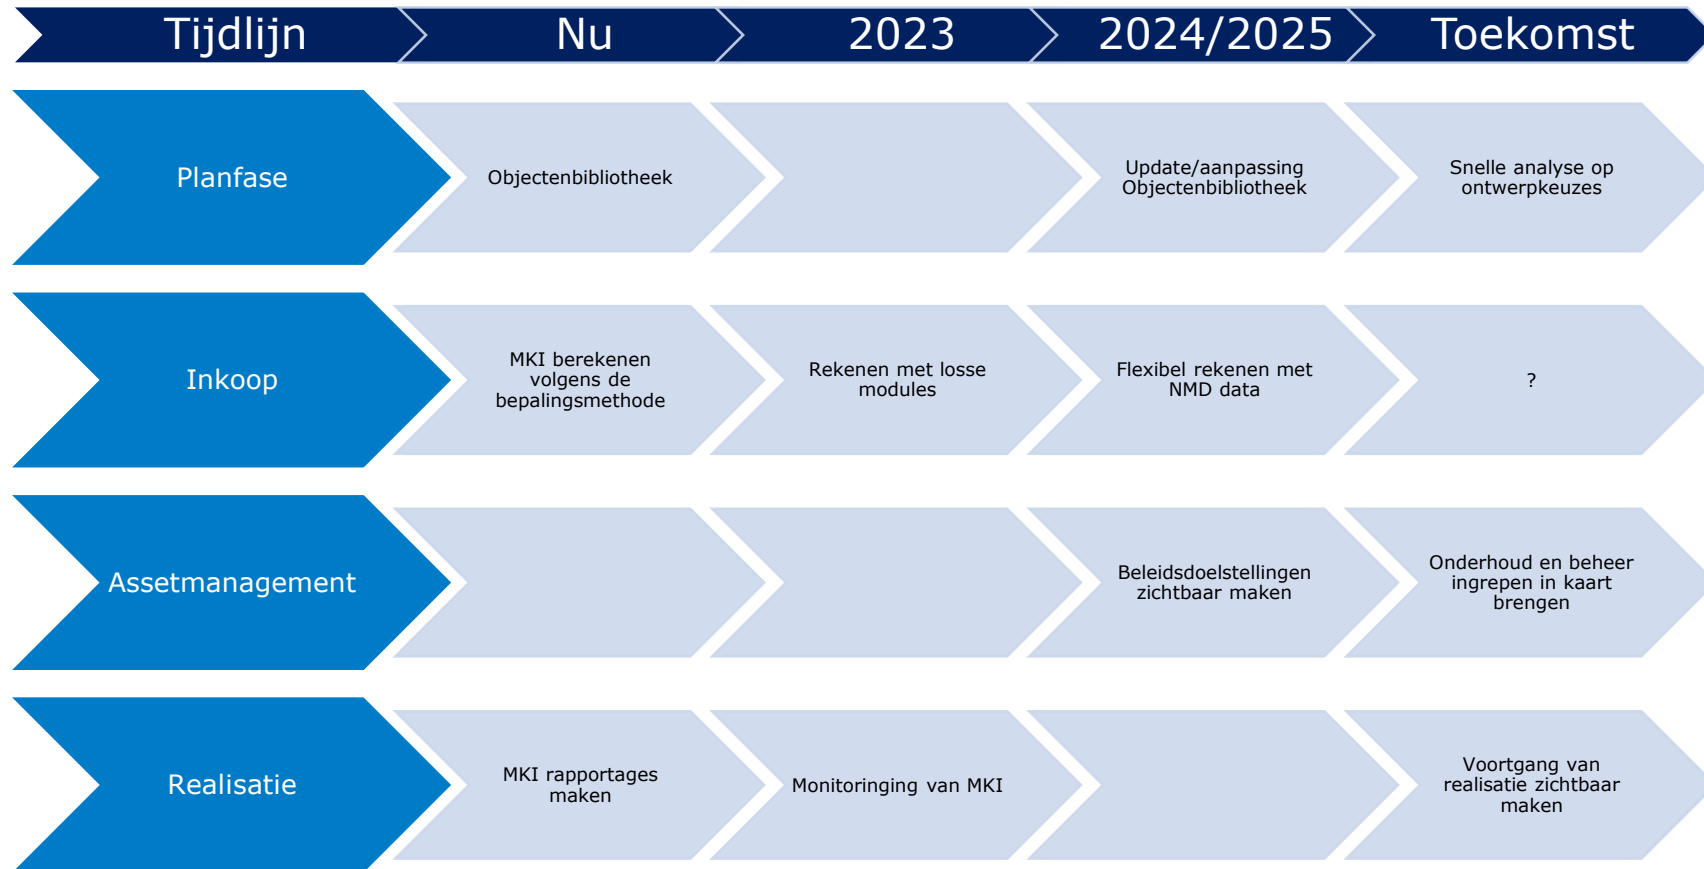 Tijdlijn Nu 2023 2024/2025 Toekomst
Planfase
Objectenbibliotheek
Update/aanpassing
Objectenbibliotheek
Snelle analyse op
ontwerpkeuzes
Inkoop
MKI berekenen
volgens de
bepalingsmethode
Rekenen met losse
modules
Flexibel rekenen met
NMD data
?
Assetmanagement
Beleidsdoelstellingen
zichtbaar maken
Onderhoud en beheer
ingrepen in kaart
brengen
Realisatie
MKI rapportages
maken
Monitoringing van MKI
Voortgang van
realisatie zichtbaar
maken